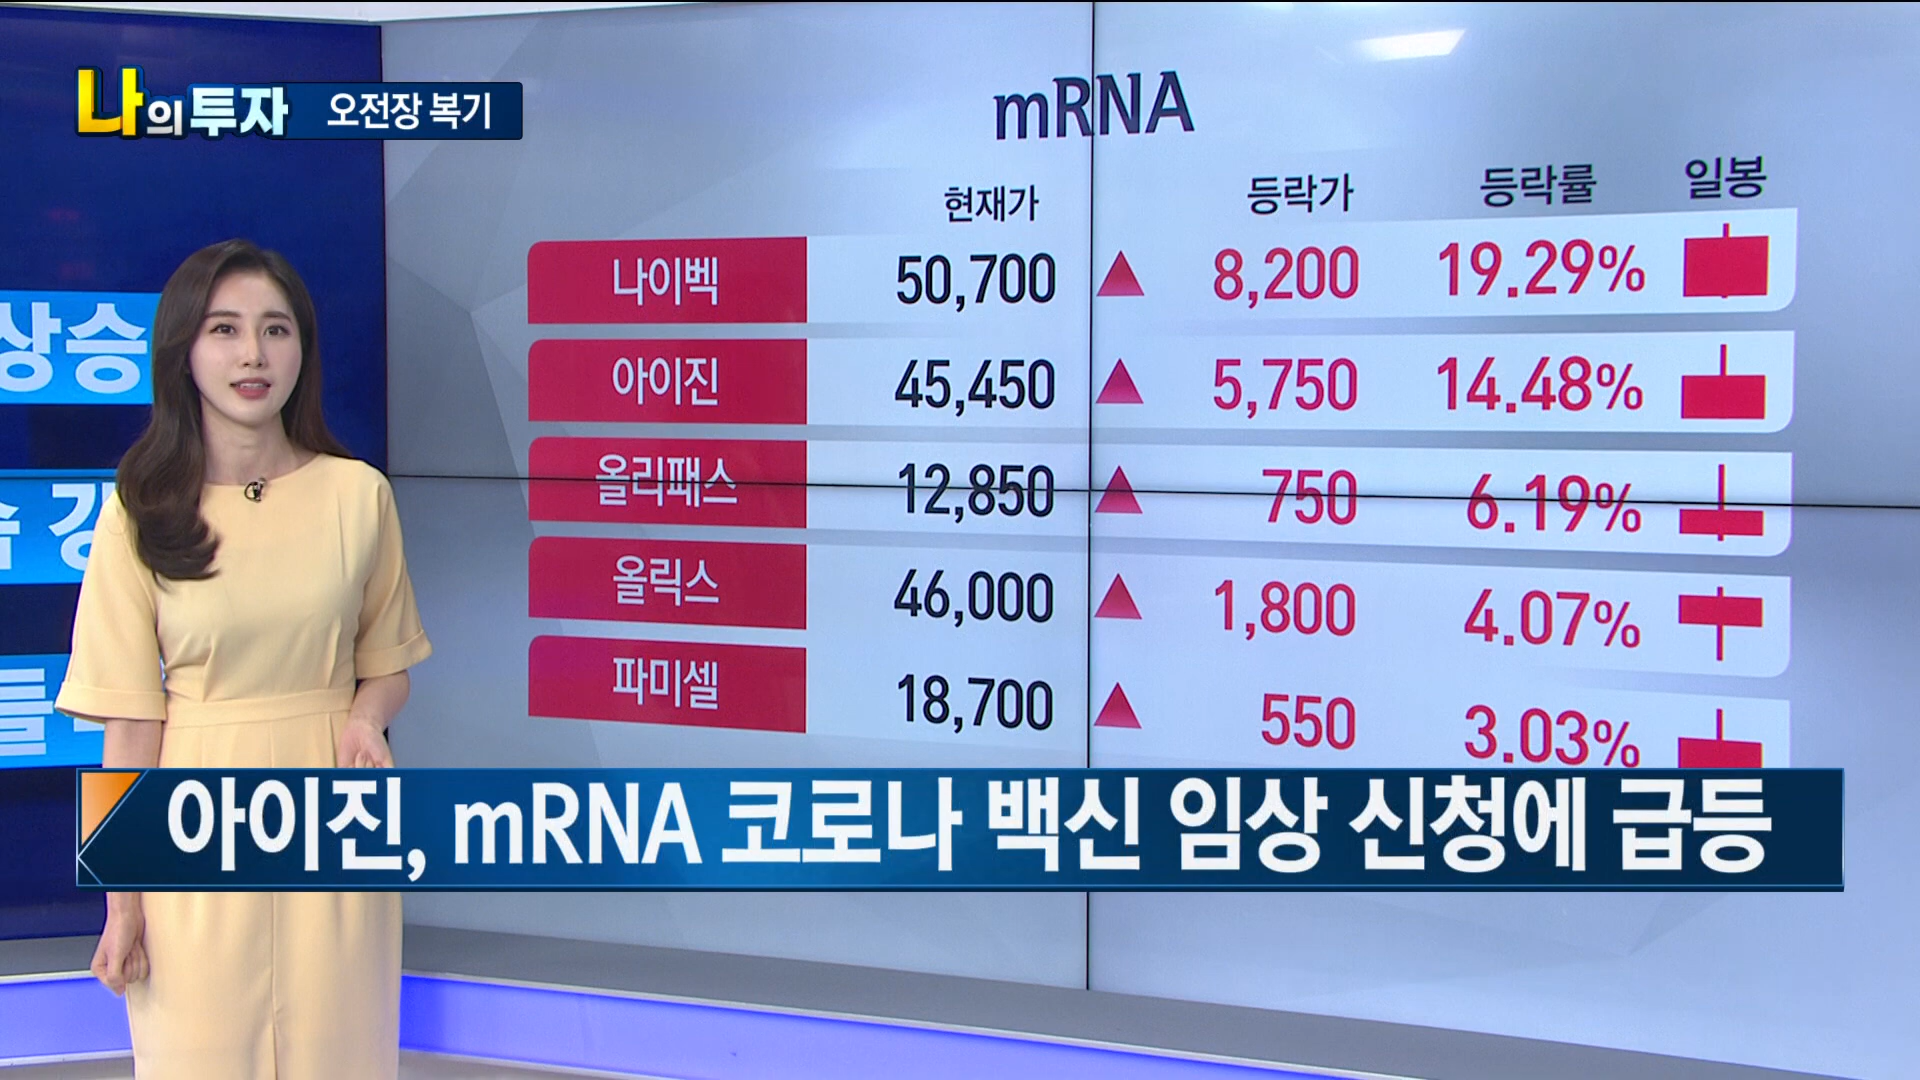 나의 투자 오전장 복기
mRNA
현재가 등락가 등락률 일봉
나이벡 50,700 ▲ 8,200 19.29%
아이진 45,450 ▲ 5,750 14.48%
올리패스 12,850 ▲ 750 6.19%
올릭스 46,000 ▲ 1,800 4.07%
파미셀 18,700 ▲ 550 3.03%
상승
아이진, mRNA 코로나 백신 임상 신청에 급등